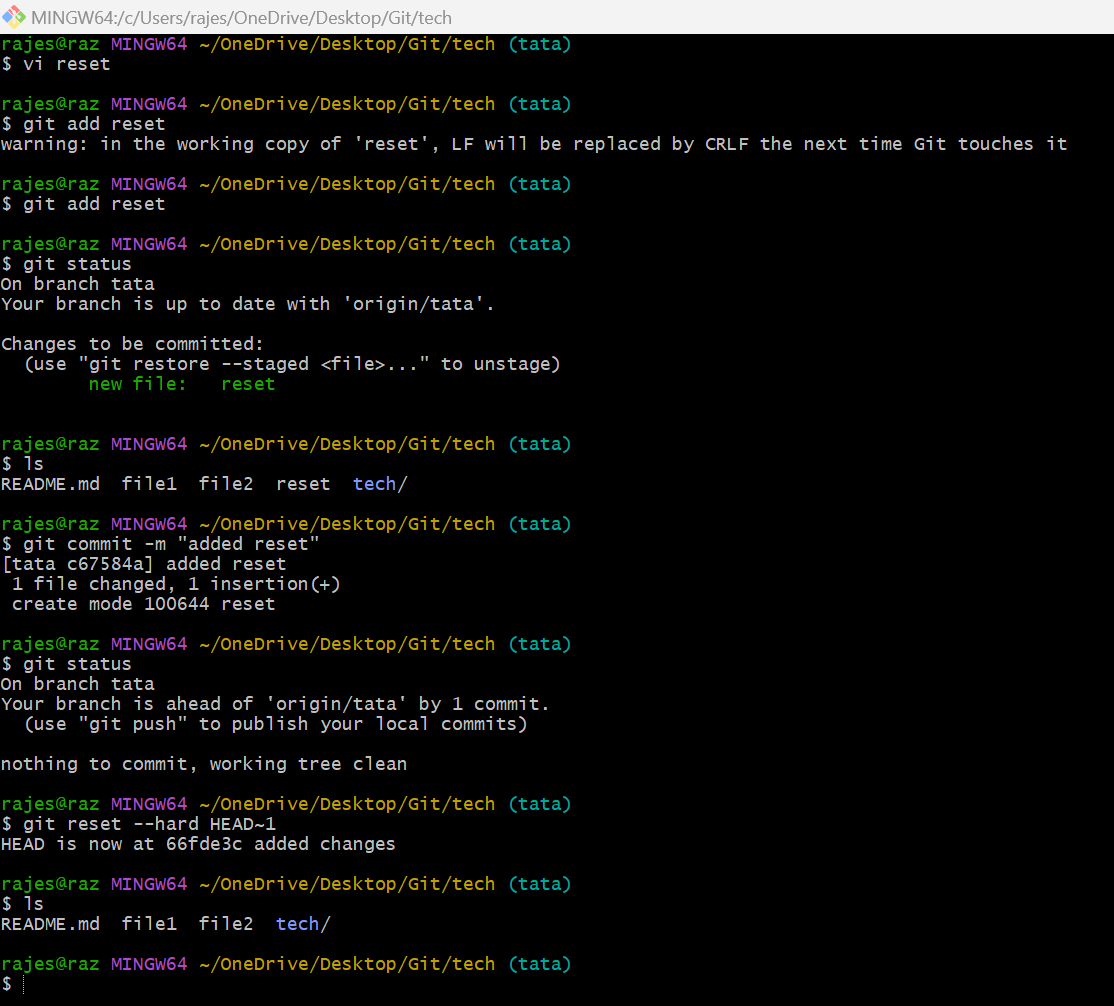 MINGW64:/c/Users/rajes/OneDrive/Desktop/Git/tech
rajes@raz MINGW64 ~/OneDrive/Desktop/Git/tech (tata)
$ vi reset
rajes@raz MINGW64 ~/OneDrive/Desktop/Git/tech (tata)
$ git add reset
warning: in the working copy of 'reset', LF will be replaced by CRLF the next time Git touches it
rajes@raz MINGW64 ~/OneDrive/Desktop/Git/tech (tata)
$ git add reset
rajes@raz MINGW64 ~/OneDrive/Desktop/Git/tech (tata)
$ git status
On branch tata
Your branch is up to date with 'origin/tata'.
Changes to be committed:
  (use "git restore --staged <file>..." to unstage)
        new file:   reset
rajes@raz MINGW64 ~/OneDrive/Desktop/Git/tech (tata)
$ ls
README.md  file1  file2  reset  tech/
rajes@raz MINGW64 ~/OneDrive/Desktop/Git/tech (tata)
$ git commit -m "added reset"
[tata c67584a] added reset
 1 file changed, 1 insertion(+)
 create mode 100644 reset
rajes@raz MINGW64 ~/OneDrive/Desktop/Git/tech (tata)
$ git status
On branch tata
Your branch is ahead of 'origin/tata' by 1 commit.
  (use "git push" to publish your local commits)
nothing to commit, working tree clean
rajes@raz MINGW64 ~/OneDrive/Desktop/Git/tech (tata)
$ git reset --hard HEAD~1
HEAD is now at 66fde3c added changes
rajes@raz MINGW64 ~/OneDrive/Desktop/Git/tech (tata)
$ ls
README.md  file1  file2  tech/
rajes@raz MINGW64 ~/OneDrive/Desktop/Git/tech (tata)
$